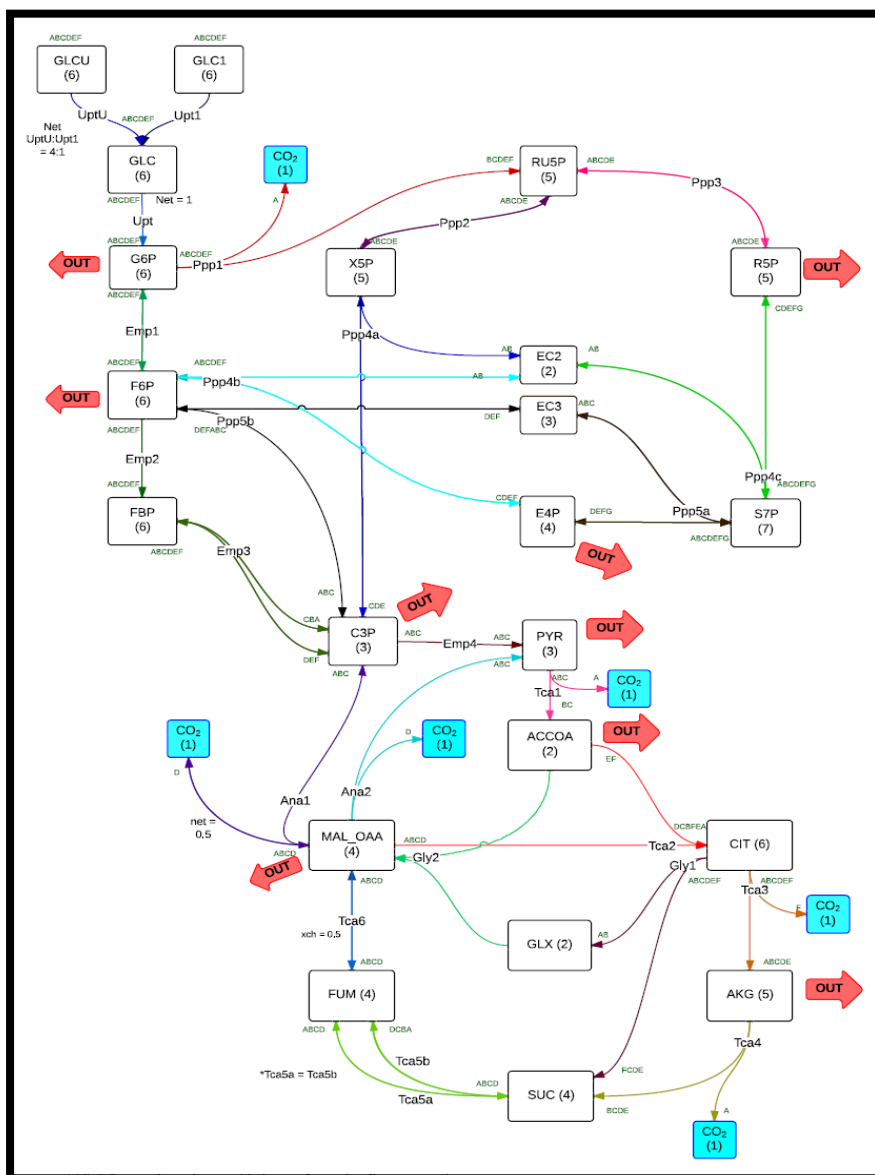 ABCDEF
ABCDEF
GLCU
(6)
GLC1
(6)
UptU
ABCDEF
Upt1
Net
UptU:Upt1
= 4:1
GLC
(6)
CO2
(1)
ABCDEF
Net = 1
A
BCDEF
RU5P
(5)
ABCDE
Ppp3
Upt
ABCDEF
ABCDE
Ppp2
OUT
G6P
(6)
ABCDEF
Ppp1
ABCDE
X5P
(5)
ABCDE
R5P
(5)
OUT
ABCDEF
CDEFG
Emp1
Ppp4a
ABCDEF
ABCDEF
Ppp4b
AB
EC2
(2)
AB
OUT
F6P
(6)
DEF
EC3
(3)
ABC
ABCDEF
DEFABC
Ppp5b
Emp2
ABCDEF
Ppp4c
ABCDEFG
CDEF
E4P
(4)
DEFG
Ppp5a
S7P
(7)
FBP
(6)
ABCDEFG
ABCDEF
Emp3
OUT
ABC
CDE
OUT
CBA
C3P
(3)
ABC
Emp4
ABC
PYR
(3)
OUT
DEF
ABC
ABC
ABC
Tca1
A
CO2
(1)
BC
CO2
(1)
D
CO2
(1)
ACCOA
(2)
OUT
D
EF
Ana1
Ana2
net =
0,5
DCBFEA
ABCD
MAL_OAA
(4)
ABCD
Tca2
CIT (6)
Gly2
Gly1
OUT
ABCD
ABCDEF
ABCDEF
Tca3
F
CO2
(1)
Tca6
xch = 0.5
AB
GLX (2)
ABCD
ABCDE
FUM (4)
AKG (5)
OUT
ABCD
DCBA
Tca4
Tca5b
FCDE
*Tca5a = Tca5b
ABCD
Tca5a
SUC (4)
BCDE
A
CO2
(1)